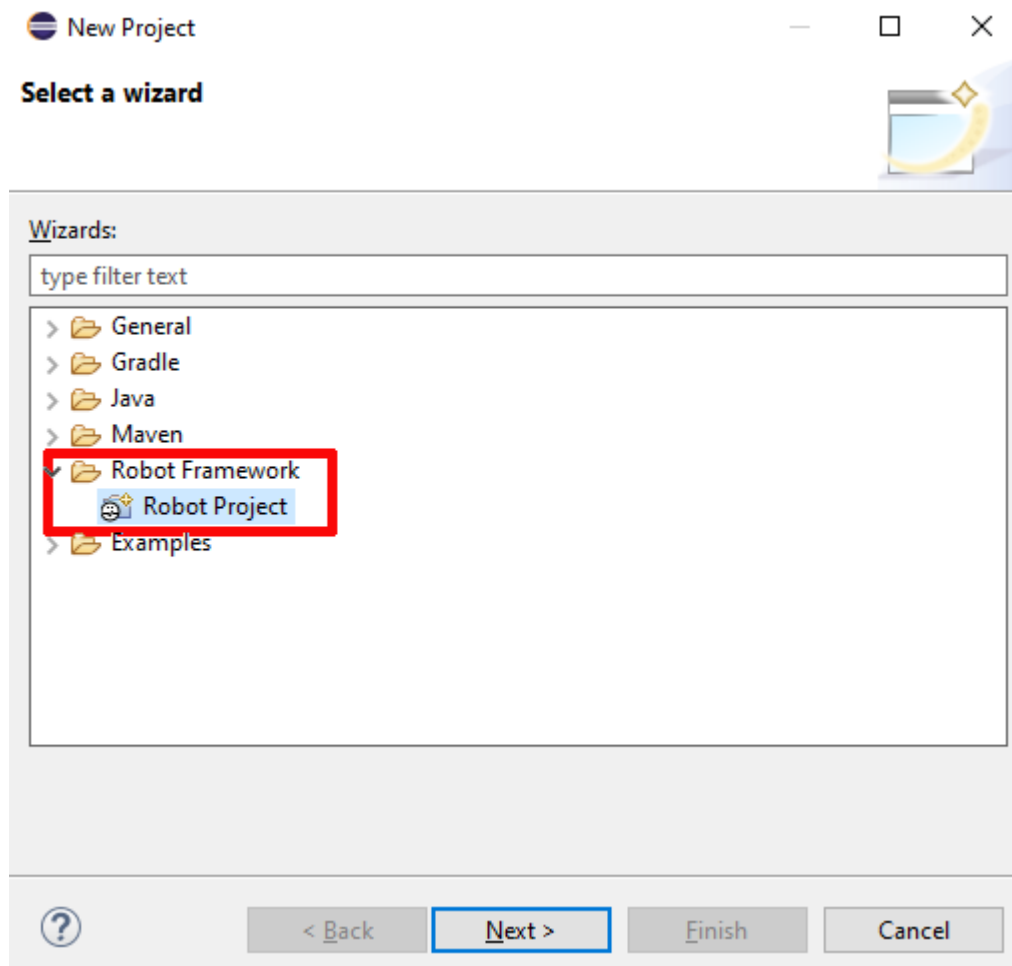 New Project
Select a wizard
Wizards:
type filter text
General
Gradle
Java
Maven
Robot Framework
Robot Project
Examples
?
< Back
Next >
Finish
Cancel